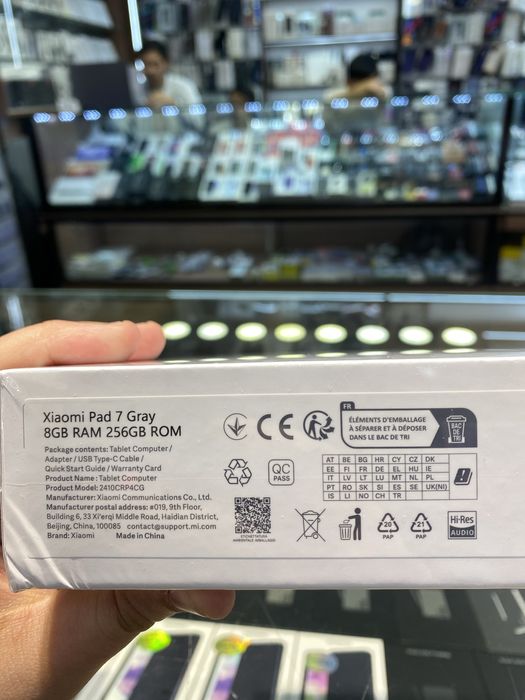 Xiaomi Pad 7 Gray
8GB RAM 256GB ROM
Package contents: Tablet Computer /
Adapter / USB Type-C Cable /
Quick Start Guide / Warranty Card
Product Name : Tablet Computer
Model: 2410CRP4CG
Manufacturer: Xiaomi Communications Co., Ltd.
Manufacturer postal address: #019, 9th Floor,
Building 6, 33 Xi'erqi Middle Road, Haidian District,
Beijing, China, 100085 contact@support.mi.com
Brand: Xiaomi Made in China
CE
FR
ÉLÉMENTS D'EMBALLAGE
À SÉPARER ET À DÉPOSER
DANS LE BAC DE TRI
BAC
DE
TRI
QC
PASS
AT BE BG HR CY CZ DK
EE FI FR DE EL HU IE
IT LV LT LU MT NL PL
PT RO SK SI ES SE UK(NI)
IS LI NO CH TR
ETICHETTATURA
AMBIENTALE IMBALLAGGI
20
PAP
21
PAP
Hi-Res
AUDIO